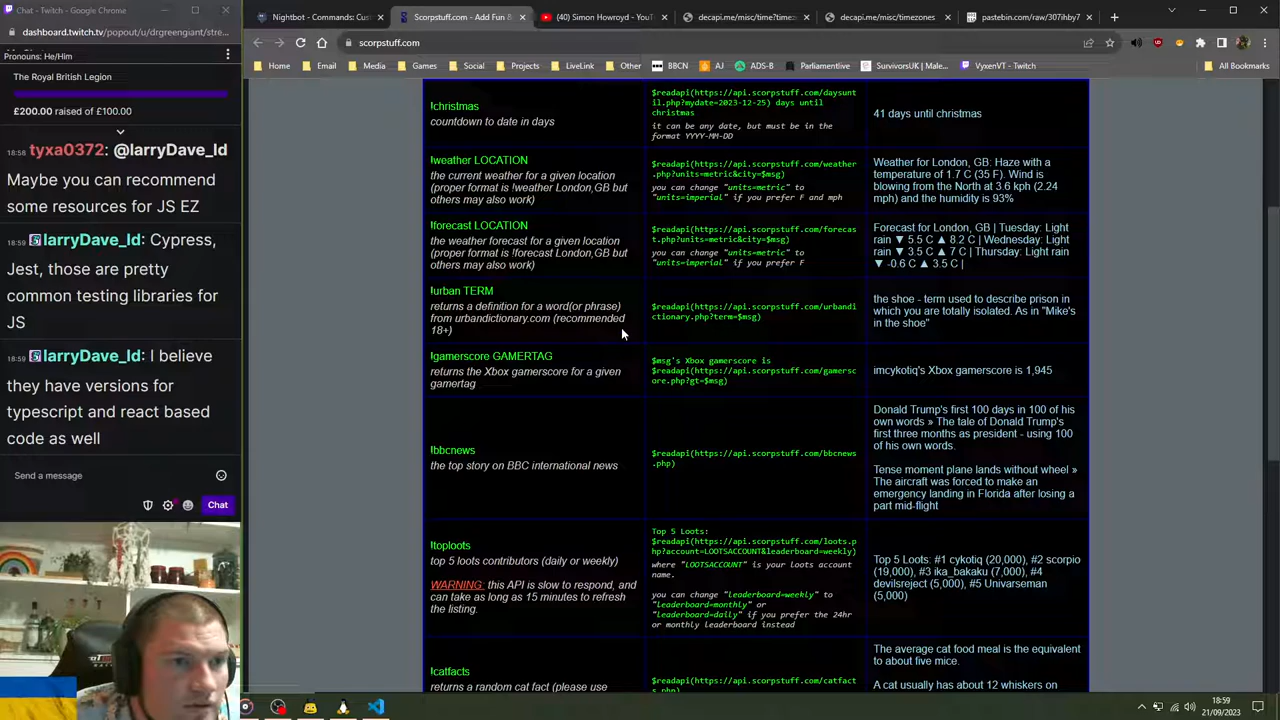 Chat - Twitch - Google Chrome
dashboard.twitch.tv/popout/u/drgreengiant/stream...
Pronouns: He/Him
The Royal British Legion
£200.00 raised of £100.00
18:58 tyxa0372: @larryDave_Id
Maybe you can recommend
some resources for JS EZ
18:59 larryDave_Id: Cypress,
Jest, those are pretty
common testing libraries for
JS
18:59 larryDave_Id: I believe
they have versions for
typescript and react based
code as well
Send a message
Chat
Nightbot - Commands: Cust
Scorpstuff.com - Add Fun &
(40) Simon Howroyd - YouT
decapi.me/misc/time?timez
decapi.me/misc/timezones
pastebin.com/raw/307ihby7
scorpstuff.com
Home
Email
Media
Games
Social
Projects
LiveLink
Other
BBCN
AJ
ADS-B
Parliamentlive
SurvivorsUK | Male...
VyxenVT - Twitch
All Bookmarks
!christmas
countdown to date in days
$readapi(https://api.scorpstuff.com/daysunt
il.php?mydate=2023-12-25) days until
christmas
it can be any date, but must be in the
format YYYY-MM-DD
41 days until christmas
!weather LOCATION
the current weather for a given location
(proper format is !weather London,GB but
others may also work)
$readapi(https://api.scorpstuff.com/weather
.php?units=metric&city=$msg)
you can change "units=metric" to
"units=imperial" if you prefer F and mph
Weather for London, GB: Haze with a
temperature of 1.7 C (35 F). Wind is
blowing from the North at 3.6 kph (2.24
mph) and the humidity is 93%
!forecast LOCATION
the weather forecast for a given location
(proper format is !forecast London,GB but
others may also work)
$readapi(https://api.scorpstuff.com/forecas
t.php?units=metric&city=$msg)
you can change "units=metric" to
"units=imperial" if you prefer F
Forecast for London, GB | Tuesday: Light
rain ▼ 5.5 C ▲ 8.2 C | Wednesday: Light
rain ▼ 3.5 C ▲ 7 C | Thursday: Light rain
▼ -0.6 C ▲ 3.5 C |
!urban TERM
returns a definition for a word(or phrase)
from urbandictionary.com (recommended
18+)
$readapi(https://api.scorpstuff.com/urbandi
ctionary.php?term=$msg)
the shoe - term used to describe prison in
which you are totally isolated. As in "Mike's
in the shoe"
!gamerscore GAMERTAG
returns the Xbox gamerscore for a given
gamertag
$msg's Xbox gamerscore is
$readapi(https://api.scorpstuff.com/gamersc
ore.php?gt=$msg)
imcykotiq's Xbox gamerscore is 1,945
!bbcnews
the top story on BBC international news
$readapi(https://api.scorpstuff.com/bbcnews
.php)
Donald Trump's first 100 days in 100 of his
own words » The tale of Donald Trump's
first three months as president - using 100
of his own words.
Tense moment plane lands without wheel »
The aircraft was forced to make an
emergency landing in Florida after losing a
part mid-flight
!toploots
top 5 loots contributors (daily or weekly)
WARNING: this API is slow to respond, and
can take as long as 15 minutes to refresh
the listing.
Top 5 Loots:
$readapi(https://api.scorpstuff.com/loots.p
hp?account=LOOTSACCOUNT&leaderboard=weekly)
where "LOOTSACCOUNT" is your loots account
name.
you can change "leaderboard=weekly" to
"leaderboard=monthly" or
"leaderboard=daily" if you prefer the 24hr
or monthly leaderboard instead
Top 5 Loots: #1 cykotiq (20,000), #2 scorpio
(19,000), #3 ika_bakaku (7,000), #4
devilsreject (5,000), #5 Univarseman
(5,000)
!catfacts
returns a random cat fact (please use
$readapi(https://api.scorpstuff.com/catfact
s.php)
The average cat food meal is the equivalent
to about five mice.
A cat usually has about 12 whiskers on
18:59
21/09/2023